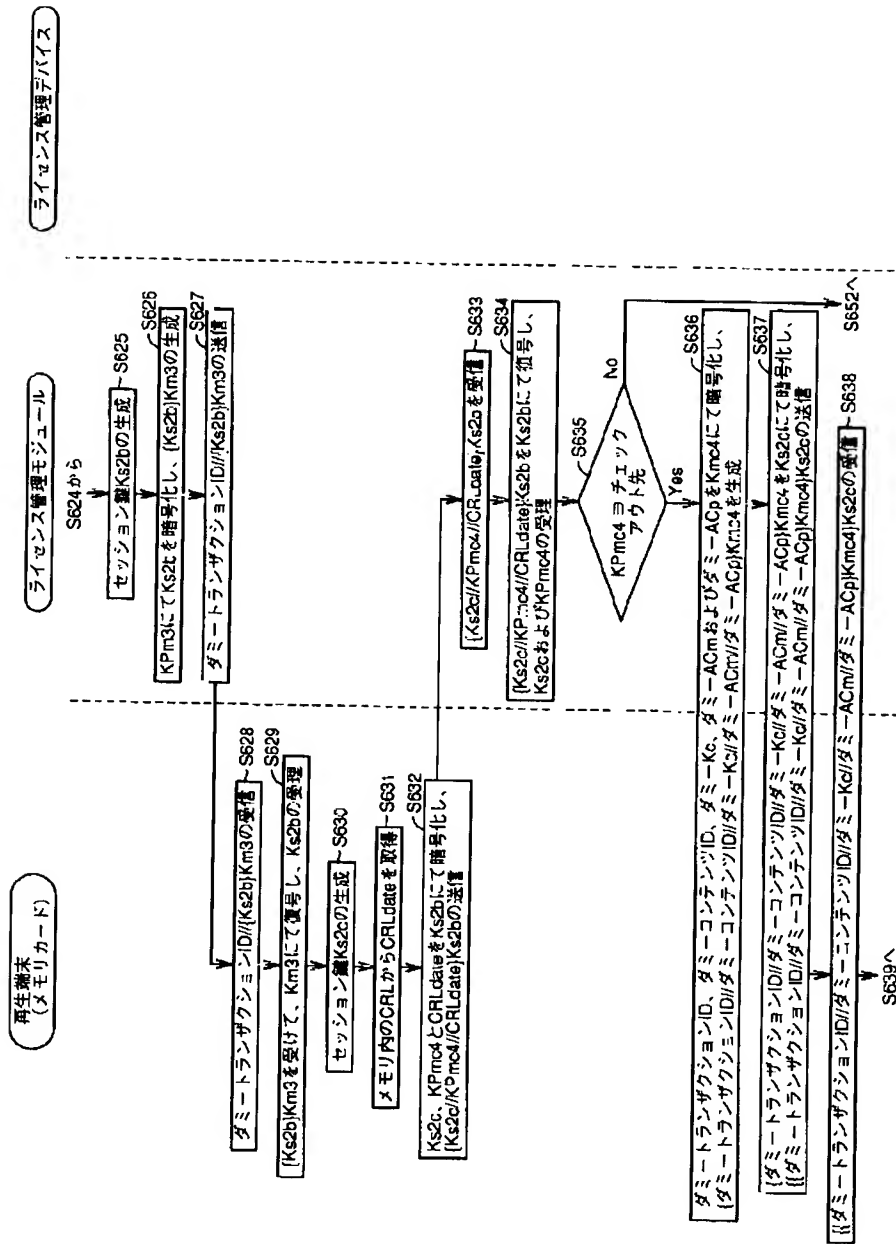 再生端末
(メモリカード)
ライセンス管理モジュール
ライセンス管理デバイス
S624から
セッション鍵Ks2bの生成
S625
KPm3にてKs2bを暗号化し、{Ks2b}Km3の生成
S626
ダミートランザクションID//{Ks2b}Km3の送信
S627
ダミートランザクションID//{Ks2b}Km3の受信
S628
{Ks2b}Km3を受けて、Km3にて復号し、Ks2bの受理
S629
セッション鍵Ks2cの生成
S630
メモリ内のCRLからCRLdateを取得
S631
Ks2c、KPmc4とCRLdateをKs2bにて暗号化し、
{Ks2c//KPmc4//CRLdate}Ks2bの送信
S632
{Ks2c//KPmc4//CRLdate}Ks2bを受信
S633
{Ks2c//KPmc4//CRLdate}Ks2bをKs2bにて復号し、
Ks2cおよびKPmc4の受理
S634
KPmc4 ヨ チェック
アウト先
S635
No
Yes
S652へ
ダミートランザクションID、ダミーコンテンツID、ダミーKc、ダミーACmおよびダミーACpをKmc4にて暗号化し、
{ダミートランザクションID//ダミーコンテンツID//ダミーKc//ダミーACm//ダミーACp}Kmc4を生成
S636
{ダミートランザクションID//ダミーコンテンツID//ダミーKc//ダミーACm//ダミーACp}Kmc4をKs2cにて暗号化し、
{{ダミートランザクションID//ダミーコンテンツID//ダミーKc//ダミーACm//ダミーACp}Kmc4}Ks2cの送信
S637
{{ダミートランザクションID//ダミーコンテンツID//ダミーKc//ダミーACm//ダミーACp}Kmc4}Ks2cの受信
S638
S639へ